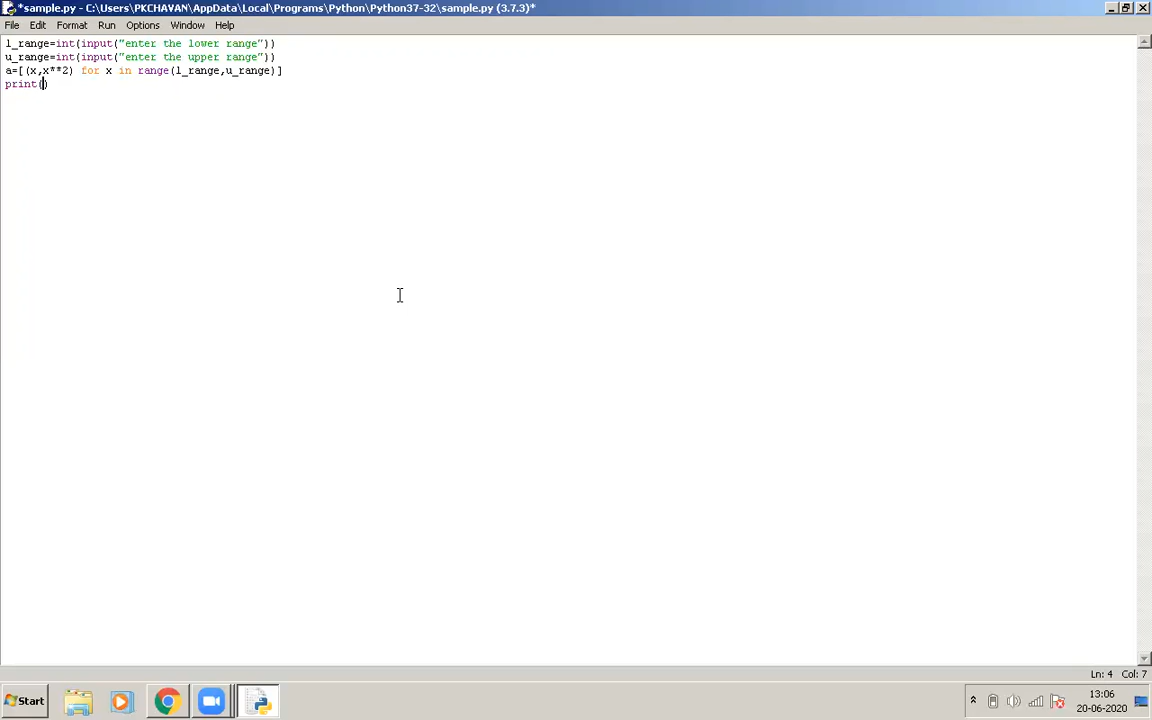 *sample.py - C:\Users\PKCHAVAN\AppData\Local\Programs\Python\Python37-32\sample.py (3.7.3)*
File Edit Format Run Options Window Help
l_range=int(input("enter the lower range"))
u_range=int(input("enter the upper range"))
a=[(x,x**2) for x in range(l_range,u_range)]
print()
Ln: 4 Col: 7
Start
13:06
20-06-2020